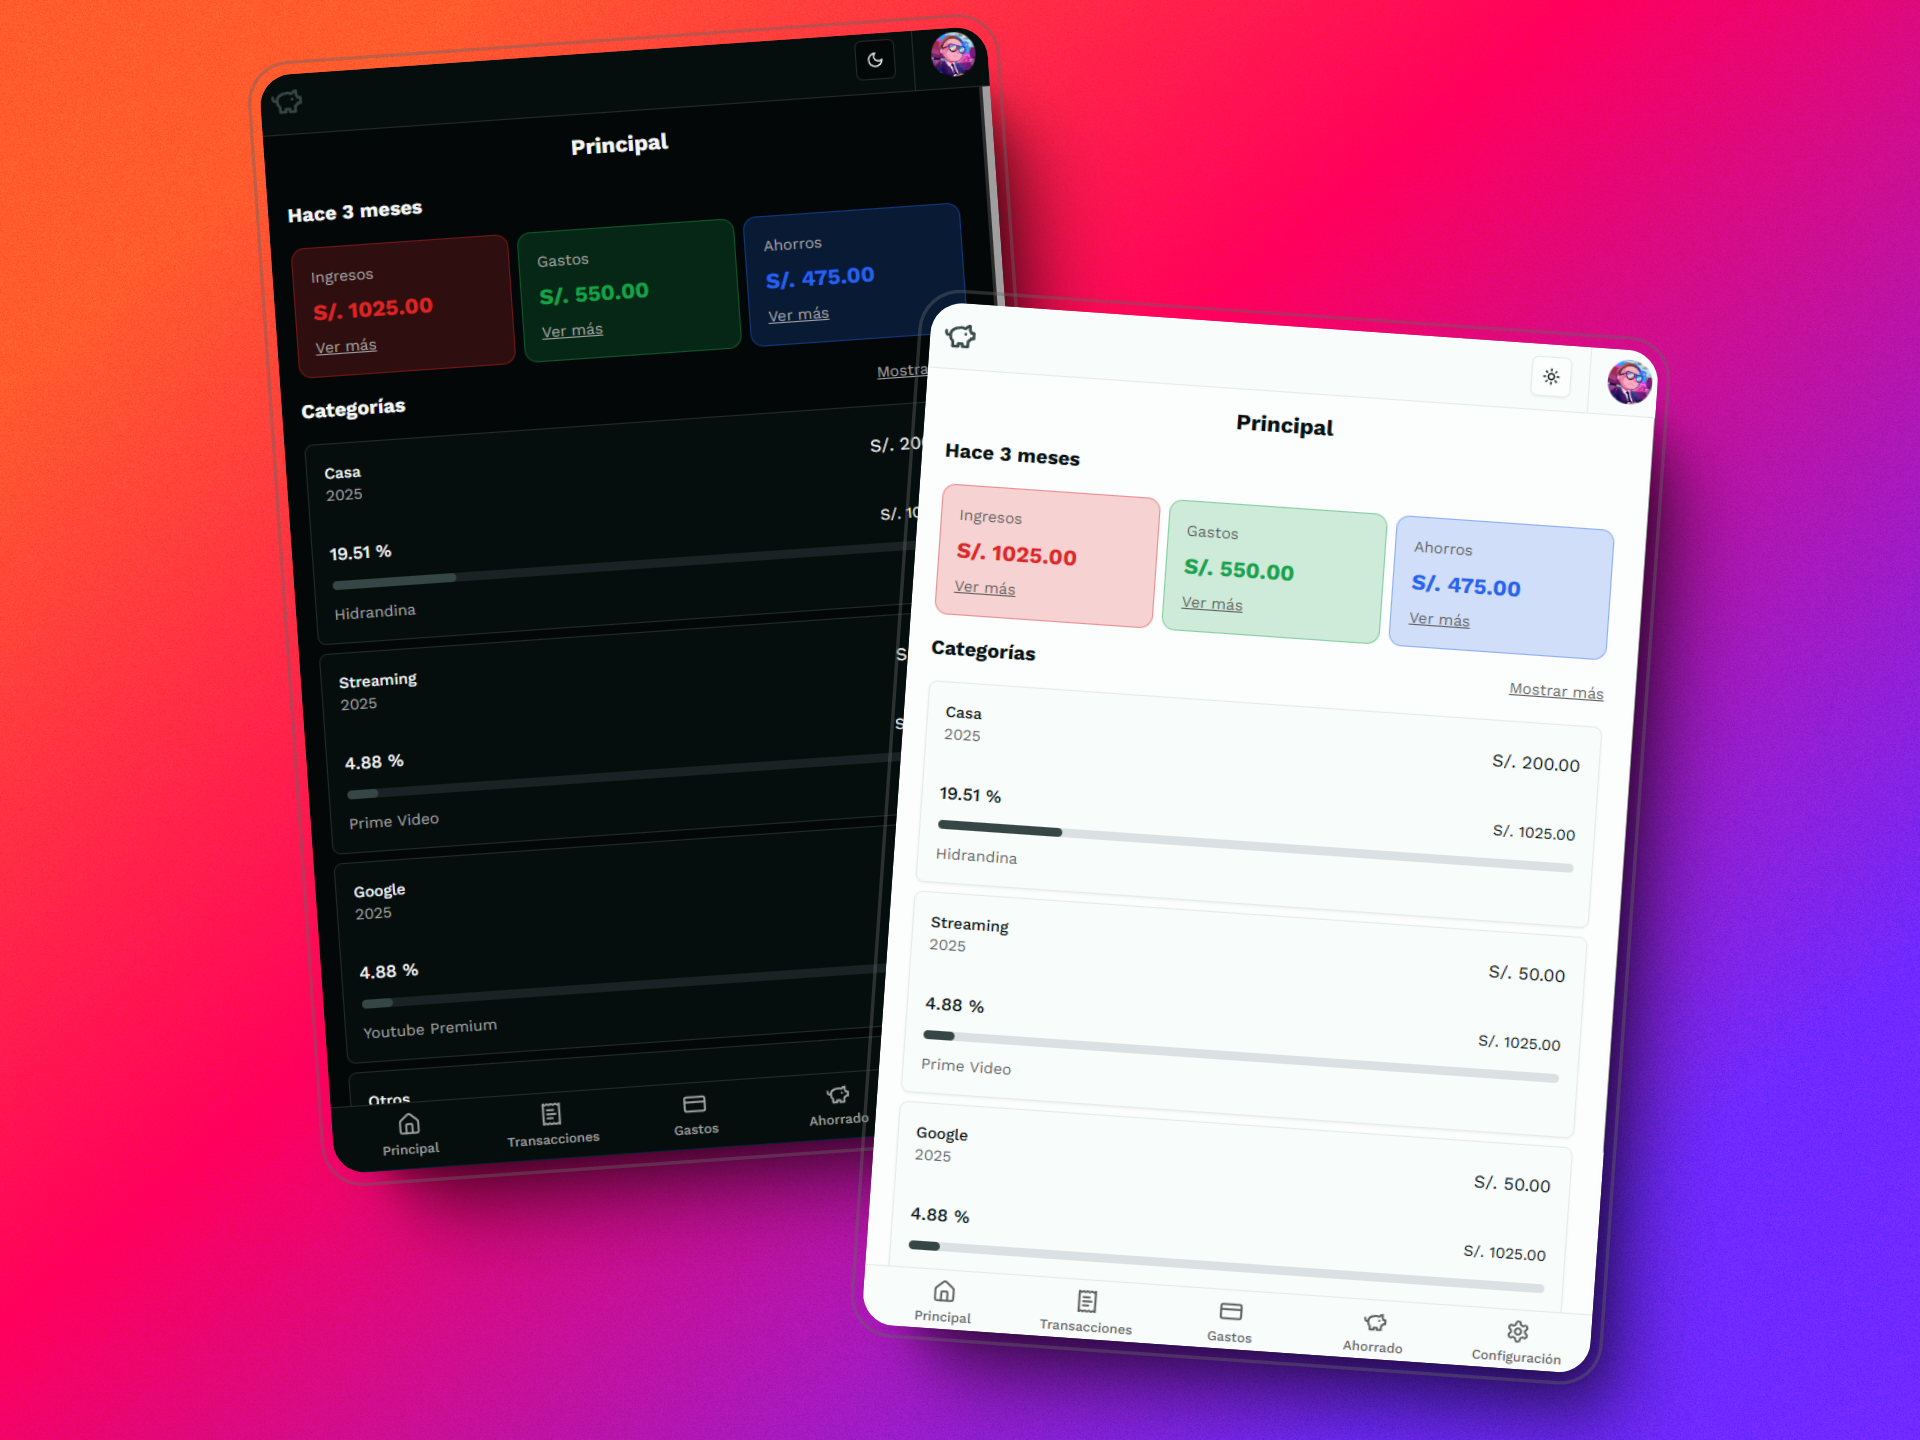 Principal
Hace 3 meses
Ingresos
S/. 1025.00
Ver más
Gastos
S/. 550.00
Ver más
Ahorros
S/. 475.00
Ver más
Mostra
Categorías
Casa
2025
S/. 20
S/. 10
19.51 %
Hidrandina
Streaming
2025
S
S
4.88 %
Prime Video
Google
2025
4.88 %
Youtube Premium
Otros
Principal
Transacciones
Gastos
Ahorrado
Principal
Hace 3 meses
Ingresos
S/. 1025.00
Ver más
Gastos
S/. 550.00
Ver más
Ahorros
S/. 475.00
Ver más
Categorías
Mostrar más
Casa
2025
S/. 200.00
19.51 %
S/. 1025.00
Hidrandina
Streaming
2025
S/. 50.00
4.88 %
S/. 1025.00
Prime Video
Google
2025
S/. 50.00
4.88 %
S/. 1025.00
Principal
Transacciones
Gastos
Ahorrado
Configuración